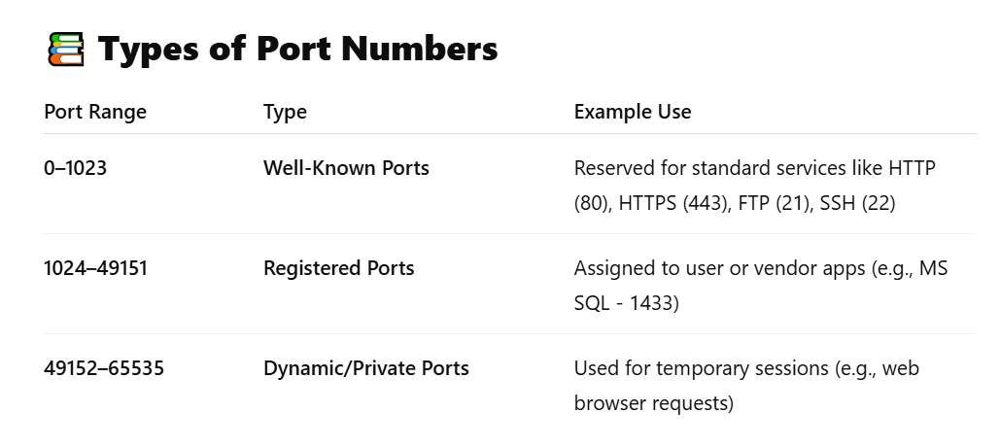 📚 Types of Port Numbers
Port Range Type Example Use
0–1023 Well-Known Ports Reserved for standard services like HTTP
(80), HTTPS (443), FTP (21), SSH (22)
1024–49151 Registered Ports Assigned to user or vendor apps (e.g., MS
SQL - 1433)
49152–65535 Dynamic/Private Ports Used for temporary sessions (e.g., web
browser requests)